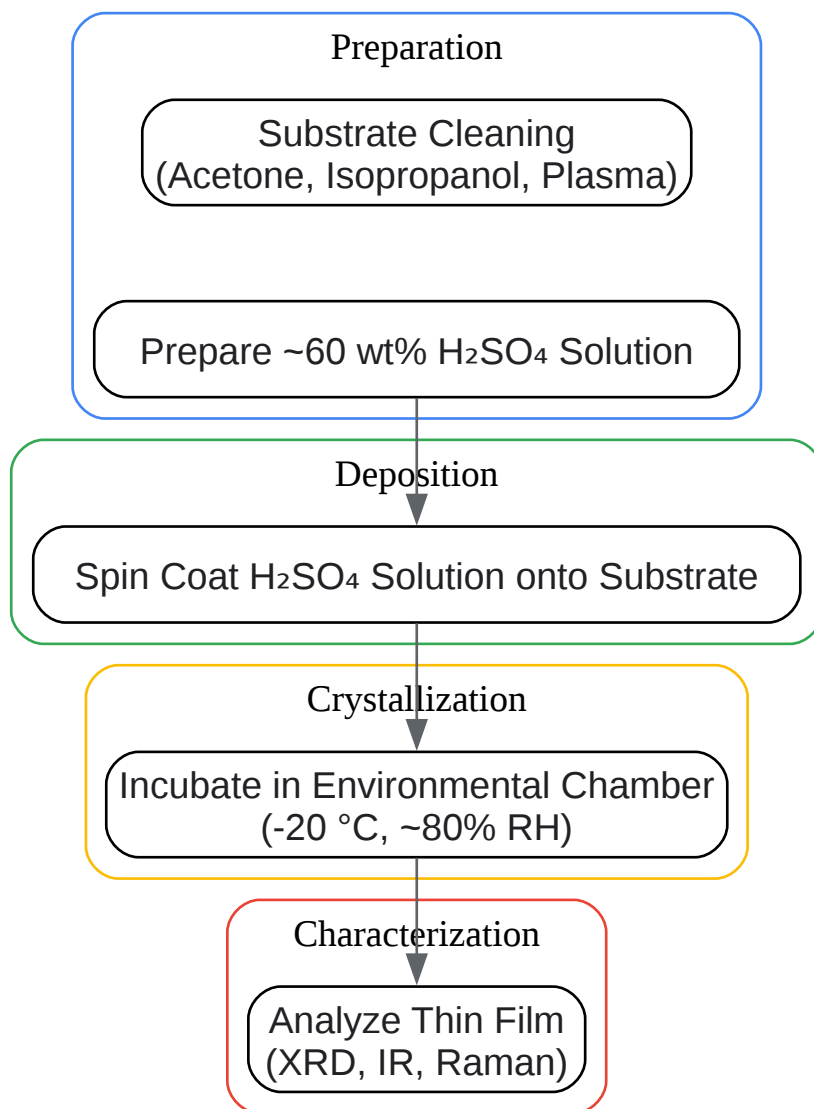 Preparation
Substrate Cleaning
(Acetone, Isopropanol, Plasma)
Prepare ~60 wt% H₂SO₄ Solution
Deposition
Spin Coat H₂SO₄ Solution onto Substrate
Crystallization
Incubate in Environmental Chamber
(-20 °C, ~80% RH)
Characterization
Analyze Thin Film
(XRD, IR, Raman)